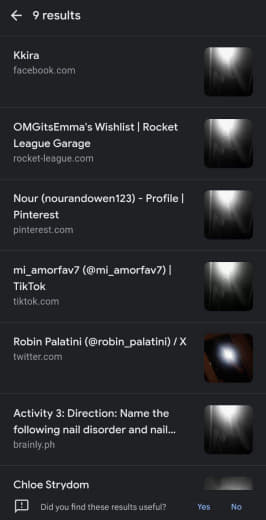 9 results
Kkira
facebook.com
OMGitsEmma's Wishlist | Rocket
League Garage
rocket-league.com
Nour (nourandowen123) - Profile |
Pinterest
pinterest.com
mi_amorfav7 (@mi_amorfav7) |
TikTok
tiktok.com
Robin Palatini (@robin_palatini) / X
twitter.com
Activity 3: Direction: Name the
following nail disorder and nail...
brainly.ph
Chloe Strydom
Did you find these results useful? Yes No